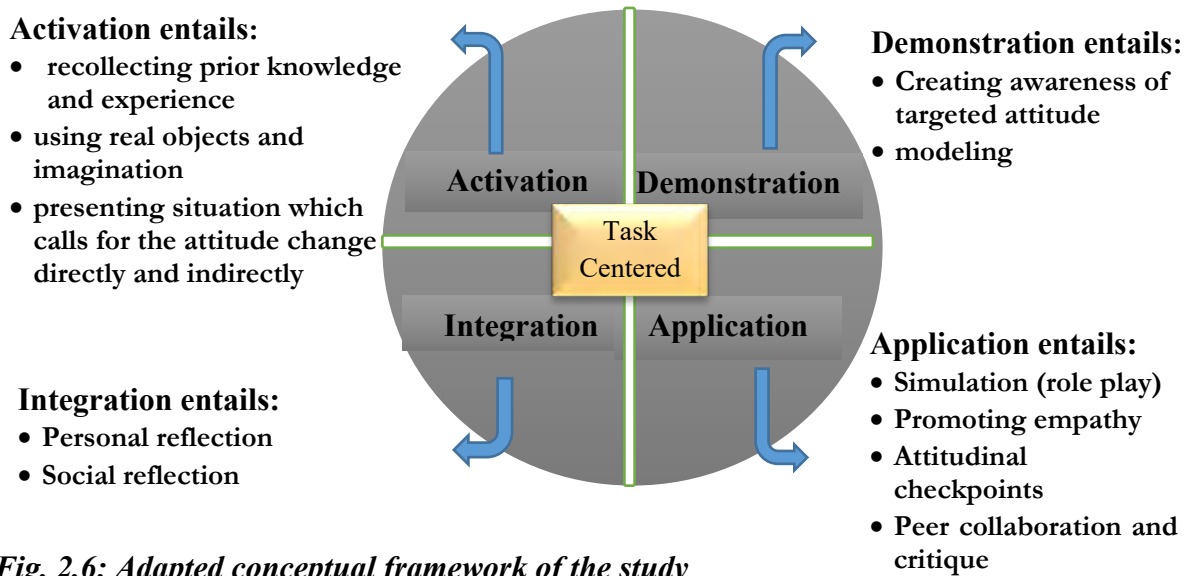 Activation entails:
• recollecting prior knowledge
and experience
• using real objects and
imagination
• presenting situation which
calls for the attitude change
directly and indirectly
Demonstration entails:
• Creating awareness of
targeted attitude
• modeling
Activation
Demonstration
Task
Centered
Integration
Application
Integration entails:
• Personal reflection
• Social reflection
Application entails:
• Simulation (role play)
• Promoting empathy
• Attitudinal
checkpoints
• Peer collaboration and
critique
Fig. 2.6: Adapted conceptual framework of the study